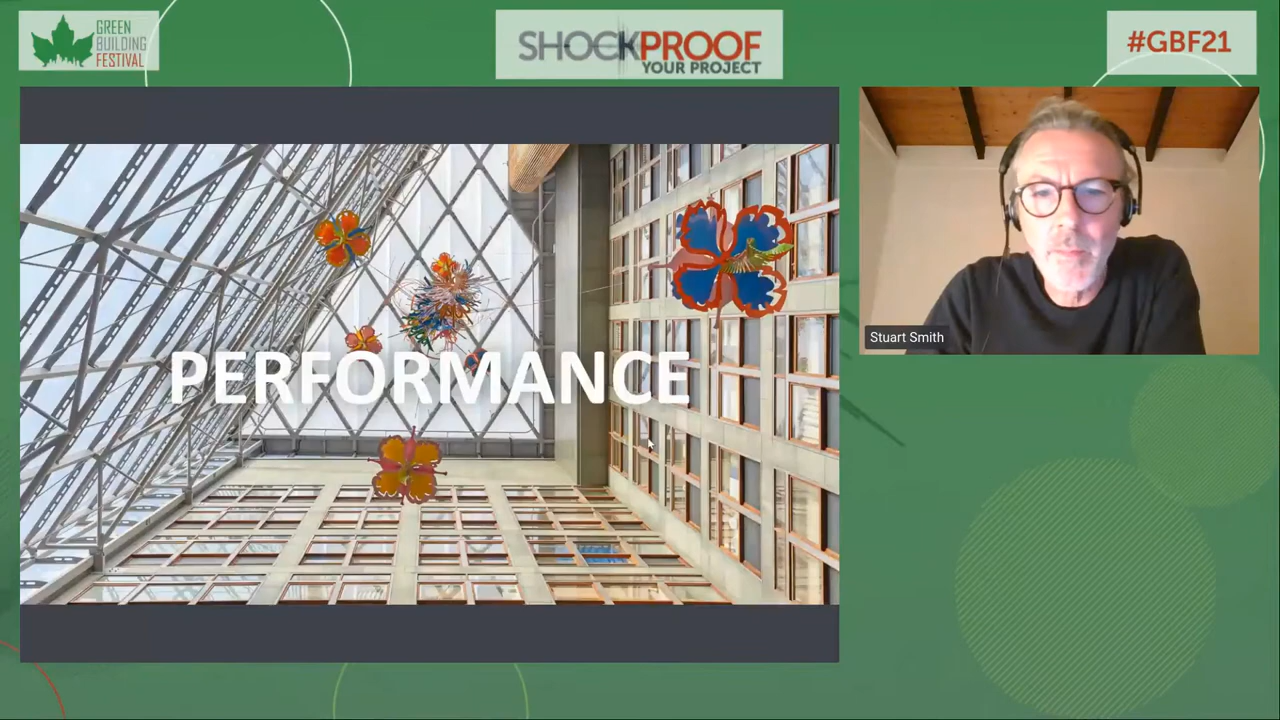 GREEN
BUILDING
FESTIVAL
SHOCKPROOF
YOUR PROJECT
#GBF21
PERFORMANCE
Stuart Smith